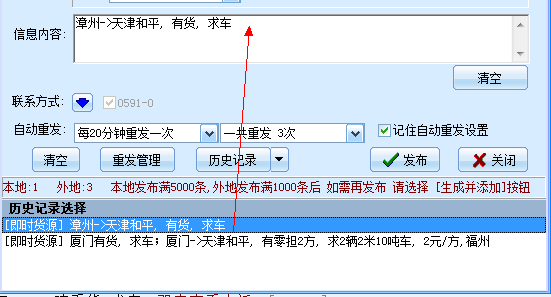 信息内容:
漳州->天津和平, 有货, 求车
清空
联系方式:
0591-0
自动重发: 每20分钟重发一次 一共重发 3次 记住自动重发设置
清空 重发管理 历史记录 发布 关闭
本地:1 外地:3 本地发布满5000条,外地发布满1000条后 如需再发布 请选择 [生成并添加]按钮
历史记录选择
[即时货源] 漳州->天津和平, 有货, 求车
[即时货源] 厦门有货, 求车; 厦门->天津和平, 有零担2方, 求2辆2米10吨车, 2元/方,福州